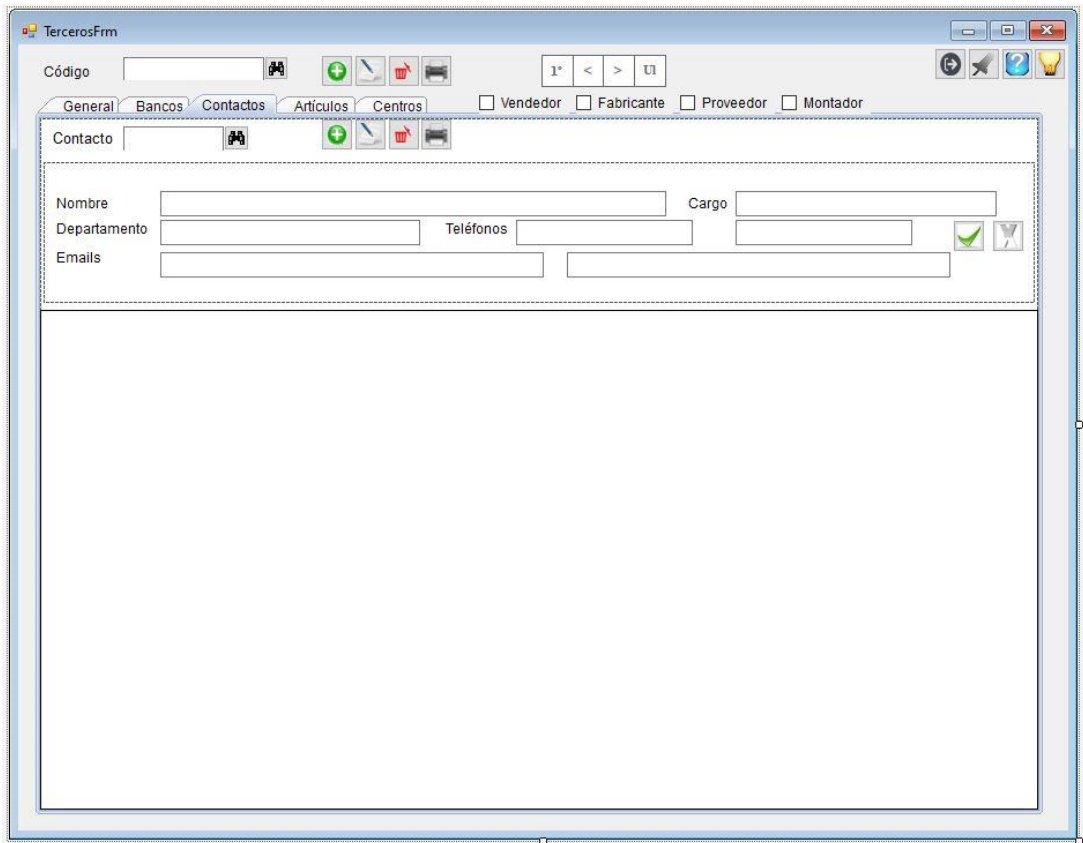 TercerosFrm
Código
1º < > Ul
General Bancos Contactos Artículos Centros Vendedor Fabricante Proveedor Montador
Contacto
Nombre Cargo
Departamento Teléfonos
Emails